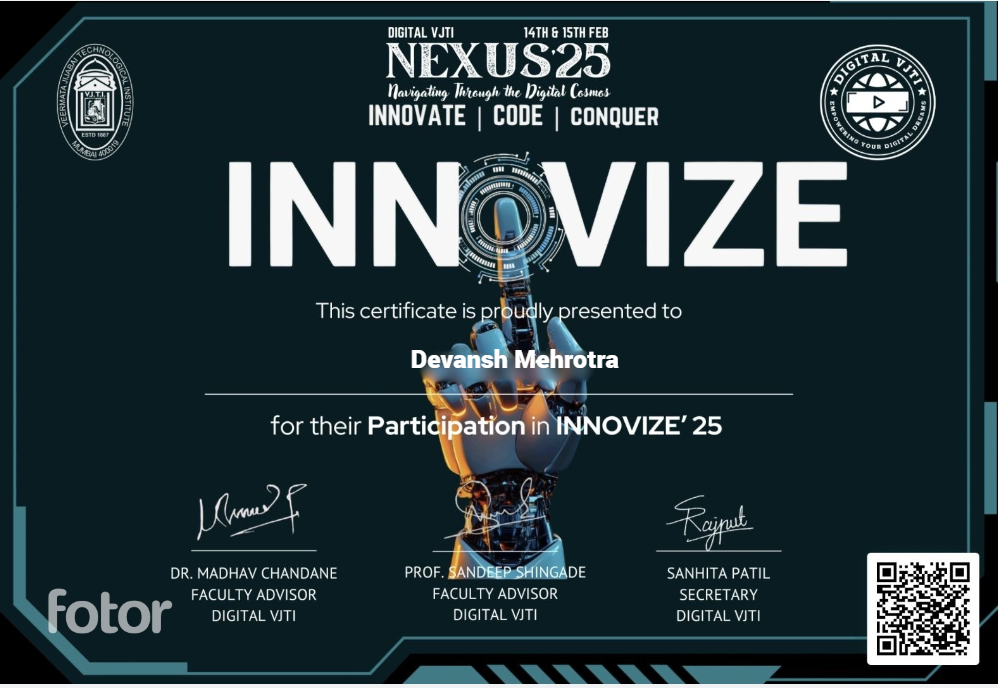 DIGITAL VJTI 14TH & 15TH FEB
NEXUS'25
Navigating Through the Digital Cosmos
INNOVATE | CODE | CONQUER
VEERMATA JIJABAI TECHNOLOGICAL INSTITUTE
V.J.T.I.
ESTD 1887
MUMBAI 400019
DIGITAL VJTI
EMPOWERING YOUR DIGITAL DREAMS
INNOVIZE
This certificate is proudly presented to
Devansh Mehrotra
for their Participation in INNOVIZE' 25
Rajput
DR. MADHAV CHANDANE
FACULTY ADVISOR
DIGITAL VJTI
PROF. SANDEEP SHINGADE
FACULTY ADVISOR
DIGITAL VJTI
SANHITA PATIL
SECRETARY
DIGITAL VJTI
fotor